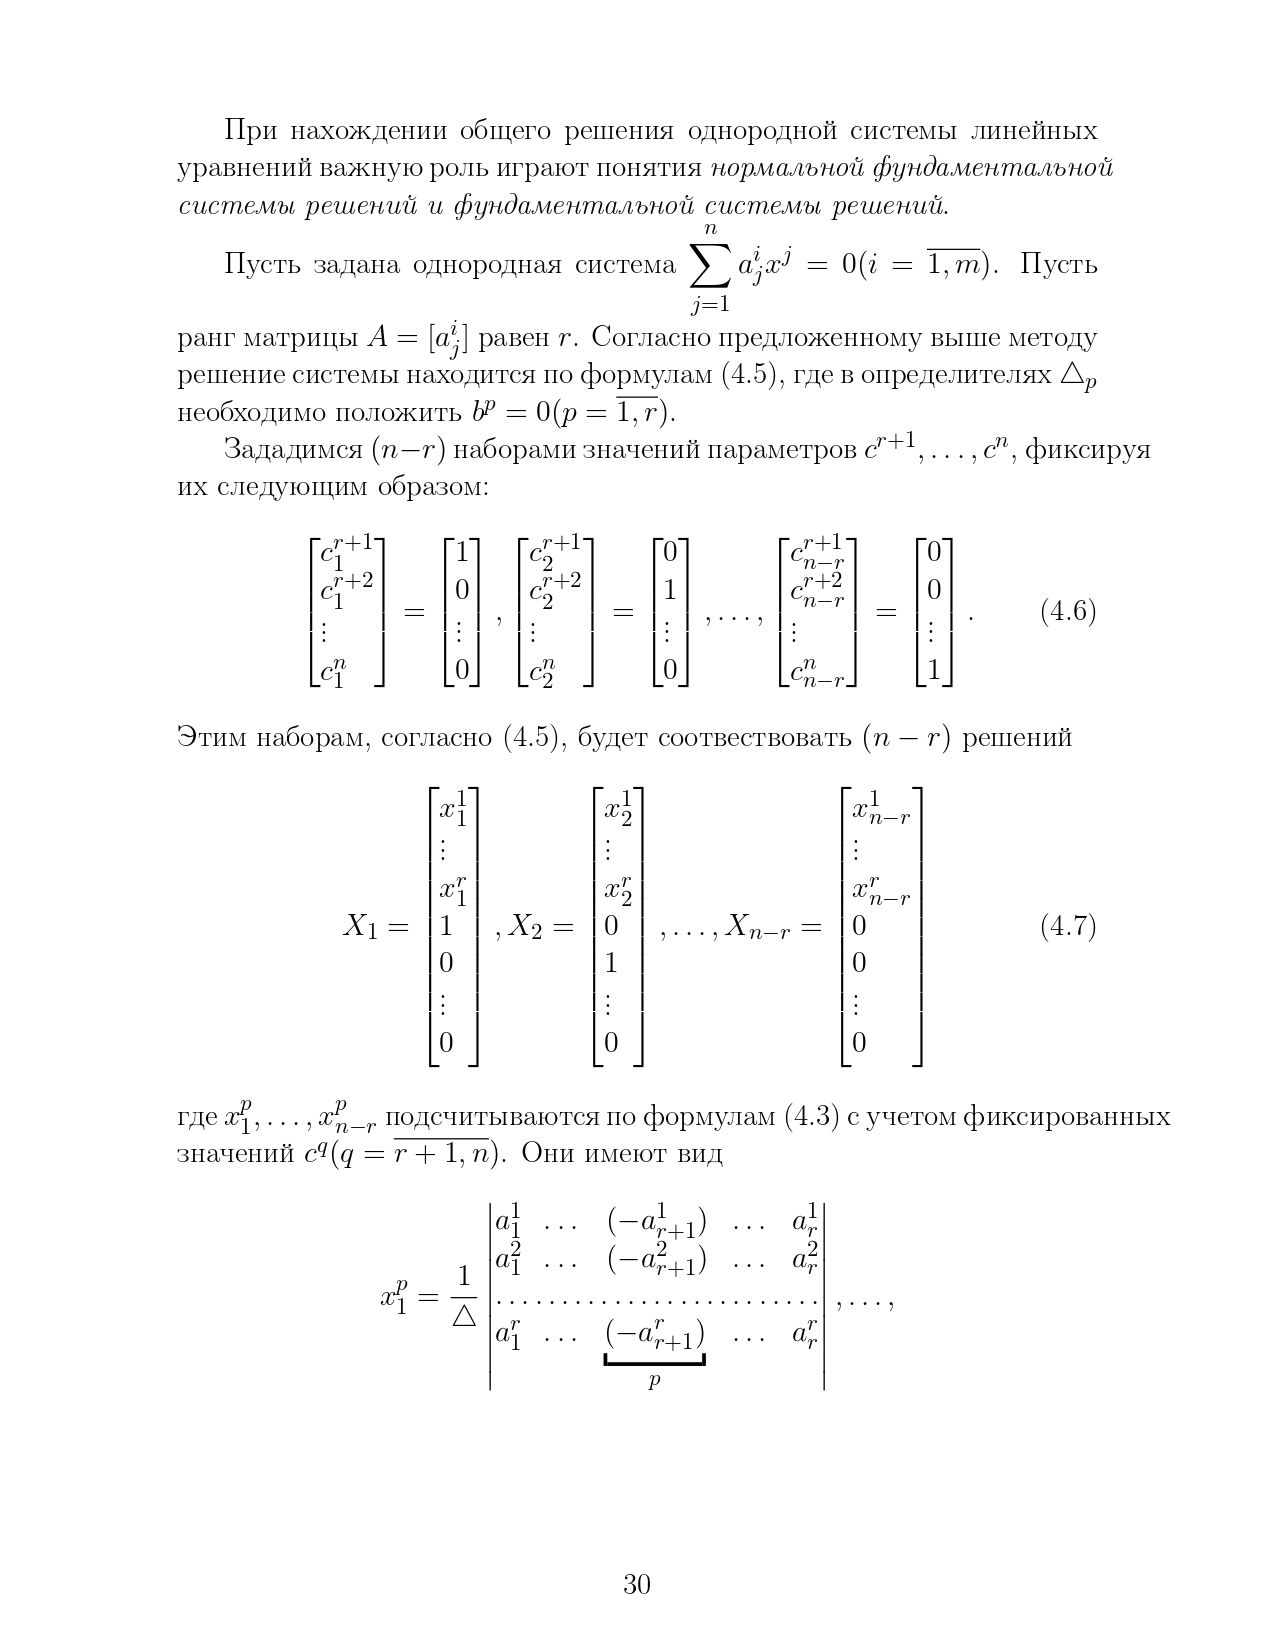 При нахождении общего решения однородной системы линейных
уравнений важную роль играют понятия нормальной фундаментальной
системы решений и фундаментальной системы решений.
Пусть задана однородная система $\sum_{j=1}^{n} a^i_j x^j = 0(i = \overline{1, m})$. Пусть
ранг матрицы $A = [a^i_j]$ равен $r$. Согласно предложенному выше методу
решение системы находится по формулам (4.5), где в определителях $\triangle_p$
необходимо положить $b^p = 0(p = \overline{1, r})$.
Зададимся $(n-r)$ наборами значений параметров $c^{r+1}, \ldots, c^n$, фиксируя
их следующим образом:
$\begin{bmatrix} c_1^{r+1} \\ c_1^{r+2} \\ \vdots \\ c_1^n \end{bmatrix} = \begin{bmatrix} 1 \\ 0 \\ \vdots \\ 0 \end{bmatrix}, \begin{bmatrix} c_2^{r+1} \\ c_2^{r+2} \\ \vdots \\ c_2^n \end{bmatrix} = \begin{bmatrix} 0 \\ 1 \\ \vdots \\ 0 \end{bmatrix}, \ldots, \begin{bmatrix} c_{n-r}^{r+1} \\ c_{n-r}^{r+2} \\ \vdots \\ c_{n-r}^n \end{bmatrix} = \begin{bmatrix} 0 \\ 0 \\ \vdots \\ 1 \end{bmatrix}.$ (4.6)
Этим наборам, согласно (4.5), будет соотвествовать $(n - r)$ решений
$X_1 = \begin{bmatrix} x_1^1 \\ \vdots \\ x_1^r \\ 1 \\ 0 \\ \vdots \\ 0 \end{bmatrix}, X_2 = \begin{bmatrix} x_2^1 \\ \vdots \\ x_2^r \\ 0 \\ 1 \\ \vdots \\ 0 \end{bmatrix}, \ldots, X_{n-r} = \begin{bmatrix} x_{n-r}^1 \\ \vdots \\ x_{n-r}^r \\ 0 \\ 0 \\ \vdots \\ 0 \end{bmatrix}$ (4.7)
где $x_1^p, \ldots, x_{n-r}^p$ подсчитываются по формулам (4.3) с учетом фиксированных
значений $c^q(q = \overline{r + 1, n})$. Они имеют вид
$x_1^p = \frac{1}{\triangle} \begin{vmatrix} a_1^1 & \ldots & (-a_{r+1}^1) & \ldots & a_r^1 \\ a_1^2 & \ldots & (-a_{r+1}^2) & \ldots & a_r^2 \\ \hdotsfor{5} \\ a_1^r & \ldots & \underbrace{(-a_{r+1}^r)}_{p} & \ldots & a_r^r \end{vmatrix}, \ldots,$
30